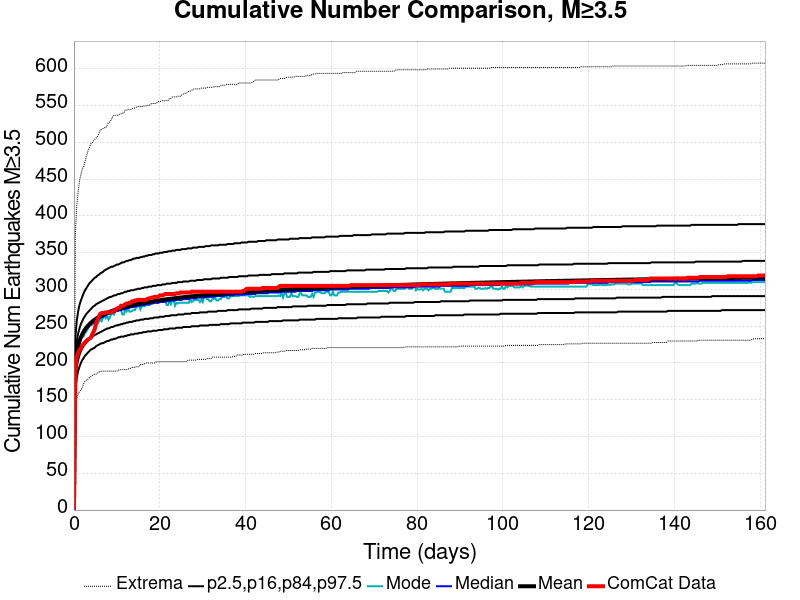 Cumulative Number Comparison, M≥3.5
Cumulative Num Earthquakes M≥3.5
600
550
500
450
400
350
300
250
200
150
100
50
0
0 20 40 60 80 100 120 140 160
Time (days)
Extrema p2.5,p16,p84,p97.5 Mode Median Mean ComCat Data